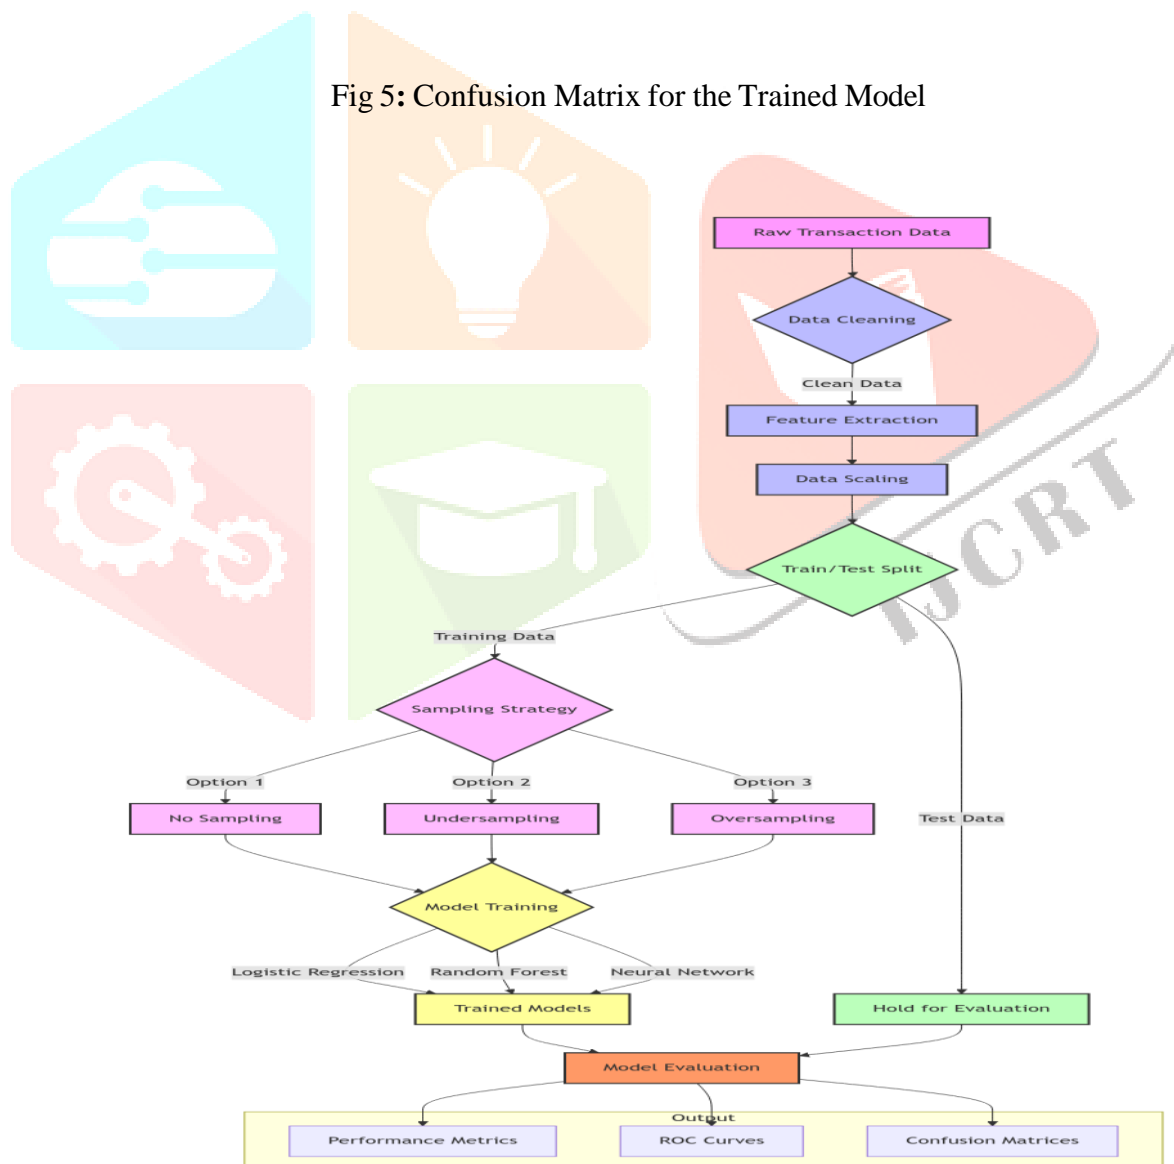 Fig 5: Confusion Matrix for the Trained Model
Raw Transaction Data
Data Cleaning
Clean Data
Feature Extraction
Data Scaling
IJCRT
Train/Test Split
Training Data
Sampling Strategy
Option 1
Option 2
Option 3
No Sampling
Undersampling
Oversampling
Test Data
Model Training
Logistic Regression
Random Forest
Neural Network
Trained Models
Hold for Evaluation
Model Evaluation
Output
Performance Metrics
ROC Curves
Confusion Matrices